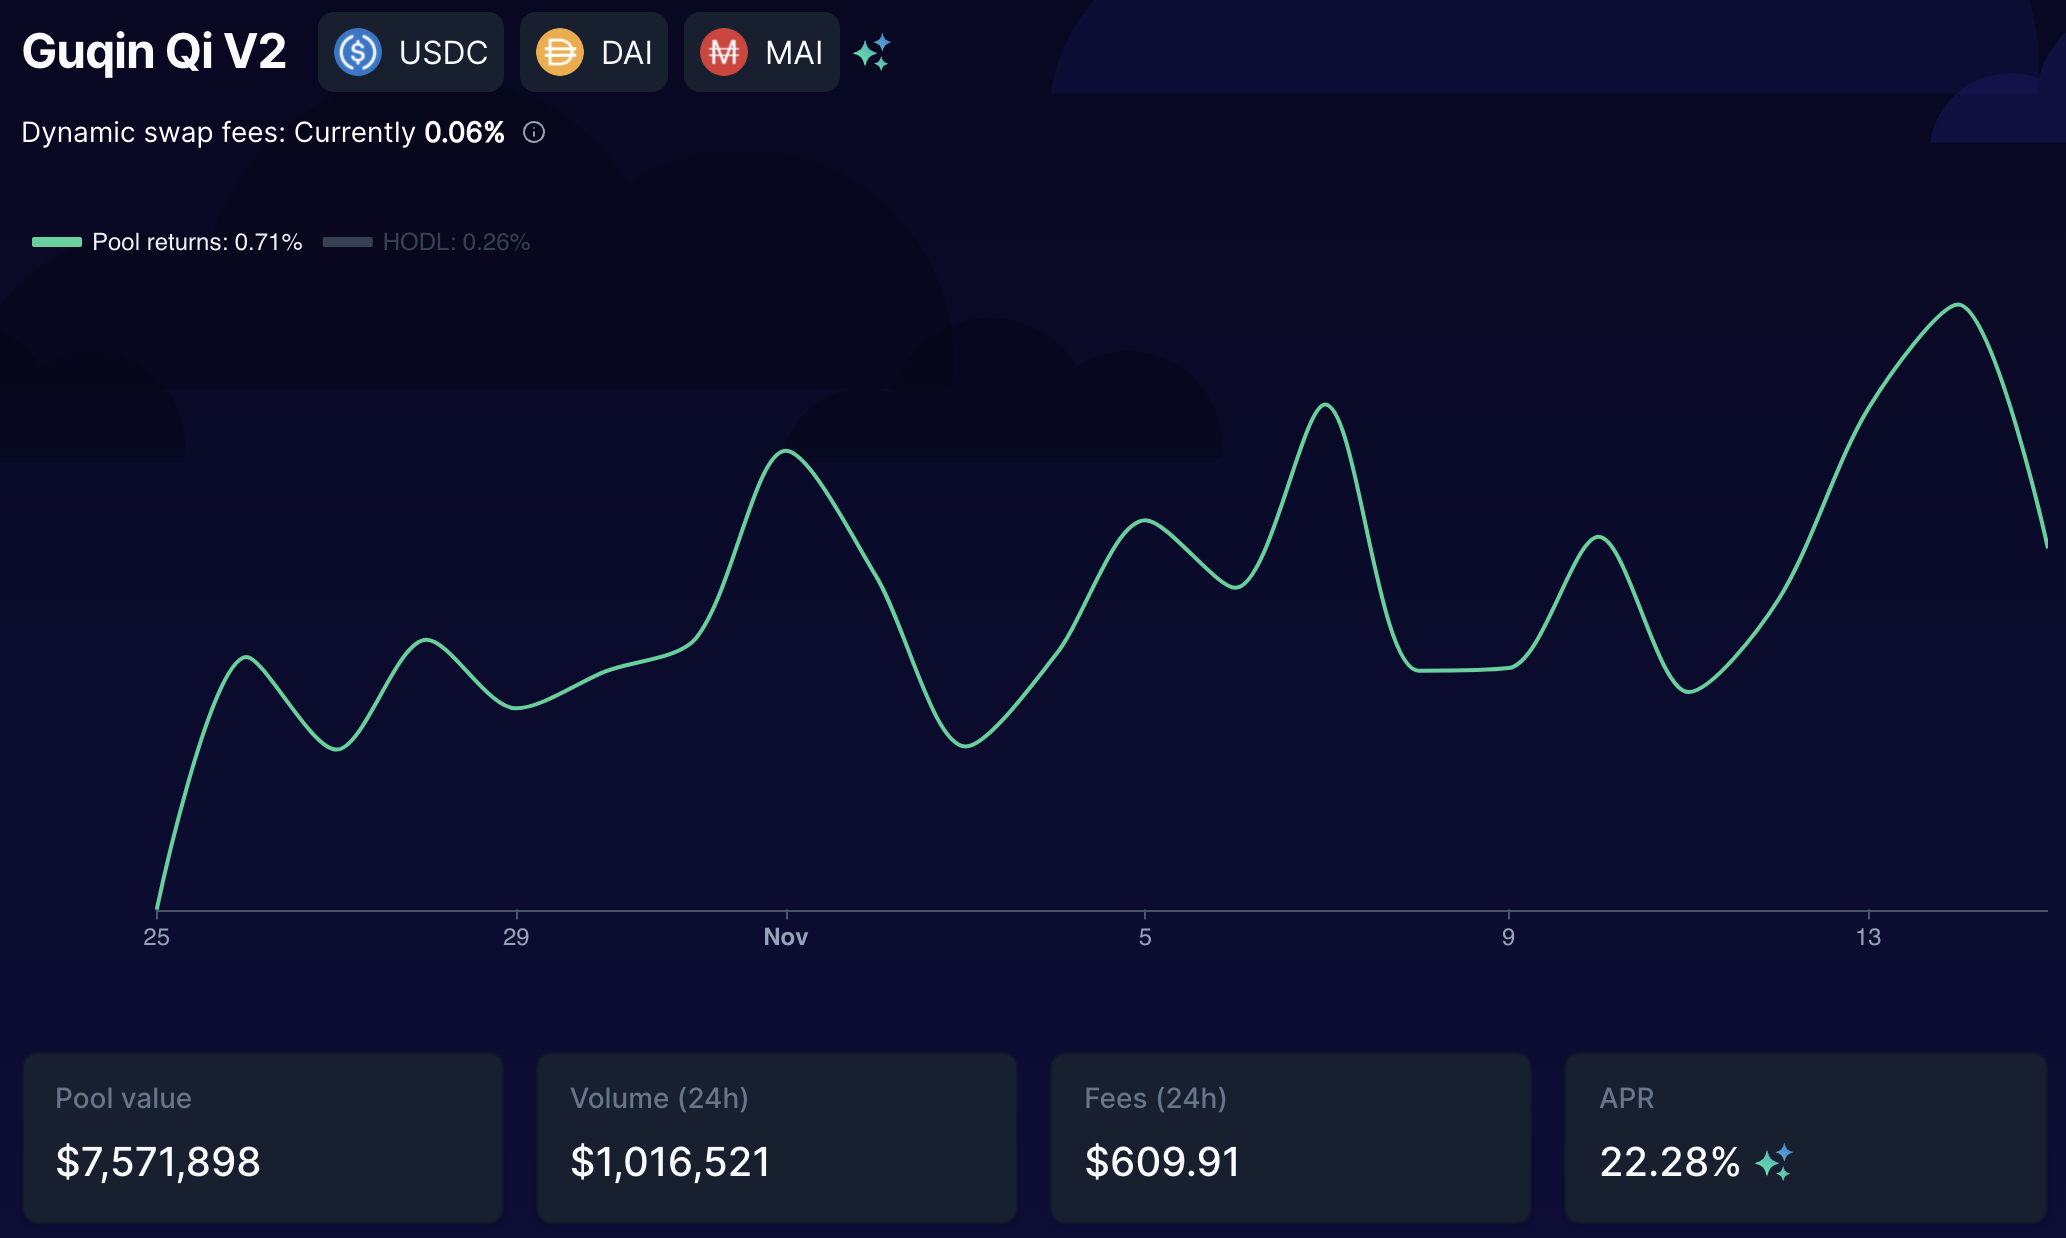 Guqin Qi V2 USDC DAI MAI
Dynamic swap fees: Currently 0.06%
Pool returns: 0.71% HODL: 0.26%
25 29 Nov 5 9 13
Pool value
$7,571,898
Volume (24h)
$1,016,521
Fees (24h)
$609.91
APR
22.28%